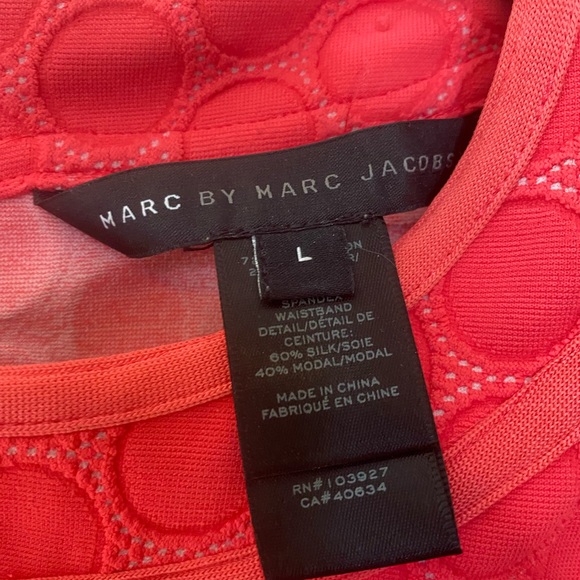 MARC BY MARC JACOBS
L
SPANDEX
WAISTBAND
DETAIL/DÉTAIL DE
CEINTURE:
60% SILK/SOIE
40% MODAL/MODAL
MADE IN CHINA
FABRIQUÉ EN CHINE
RN#103927
CA#40634